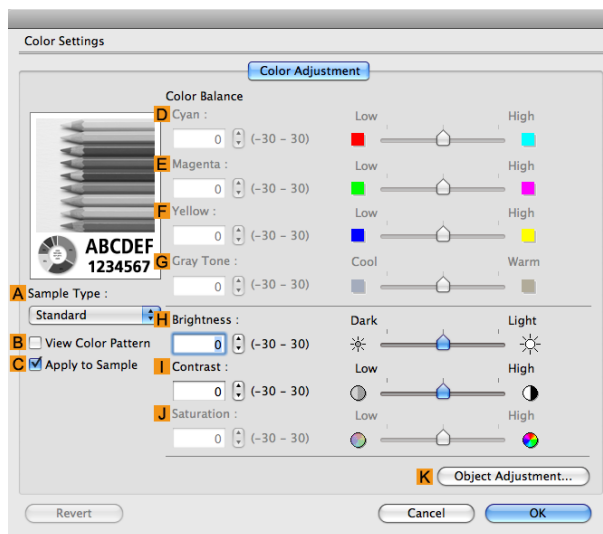 Color Settings
Color Adjustment
Color Balance
D Cyan : Low High
0 (-30 – 30)
E Magenta : Low High
0 (-30 – 30)
F Yellow : Low High
0 (-30 – 30)
ABCDEF
1234567
G Gray Tone : Cool Warm
0 (-30 – 30)
A Sample Type :
Standard
H Brightness : Dark Light
B View Color Pattern
0 (-30 – 30)
C Apply to Sample
I Contrast : Low High
0 (-30 – 30)
J Saturation : Low High
0 (-30 – 30)
K Object Adjustment...
Revert Cancel OK